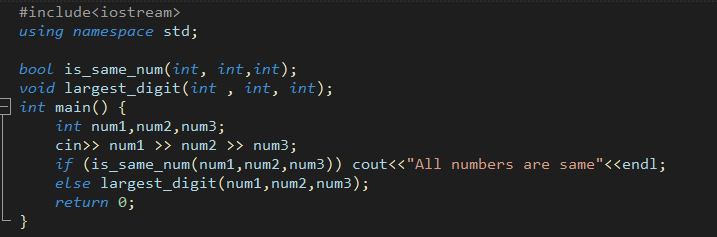 #include<iostream>
using namespace std;
bool is_same_num(int, int,int);
void largest_digit(int , int, int);
int main() {
int num1,num2,num3;
cin>> num1 >> num2 >> num3;
if (is_same_num(num1,num2,num3)) cout<<"All numbers are same"<<endl;
else largest_digit(num1,num2,num3);
return 0;
}